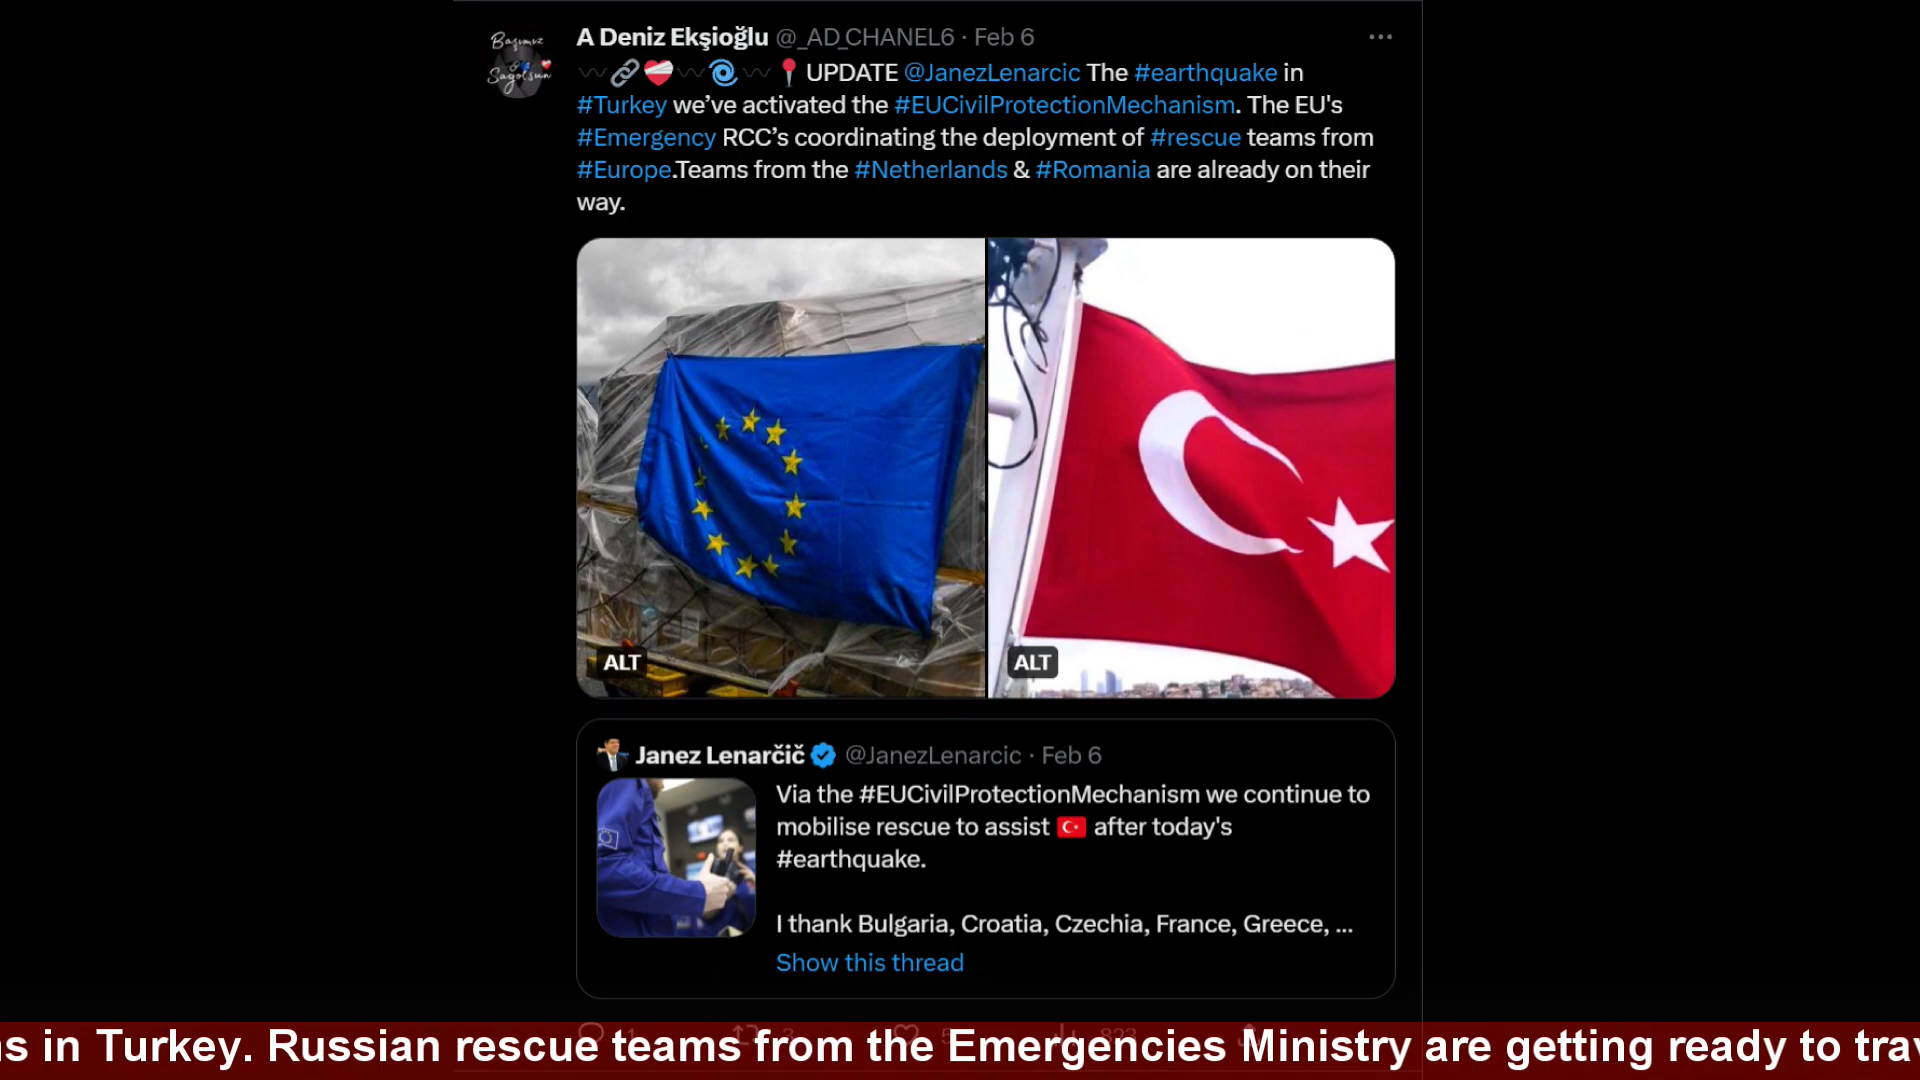 Başımız
Sağolsun
A Deniz Ekşioğlu @_AD_CHANEL6 · Feb 6
UPDATE @JanezLenarcic The #earthquake in
#Turkey we’ve activated the #EUCivilProtectionMechanism. The EU's
#Emergency RCC’s coordinating the deployment of #rescue teams from
#Europe.Teams from the #Netherlands & #Romania are already on their
way.
ALT
ALT
Janez Lenarčič @JanezLenarcic · Feb 6
Via the #EUCivilProtectionMechanism we continue to
mobilise rescue to assist 🇹🇷 after today's
#earthquake.
I thank Bulgaria, Croatia, Czechia, France, Greece, ...
Show this thread
in Turkey. Russian rescue teams from the Emergencies Ministry are getting ready to